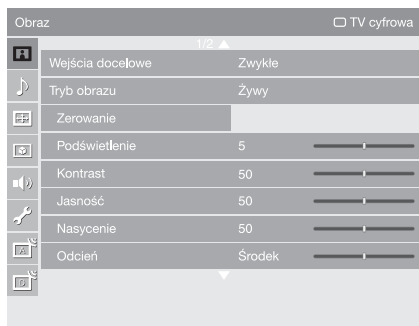 Obraz TV cyfrowa
1/2
Wejścia docelowe Zwykłe
Tryb obrazu Żywy
Zerowanie
Podświetlenie 5
Kontrast 50
Jasność 50
Nasycenie 50
Odcień Środek
A
D